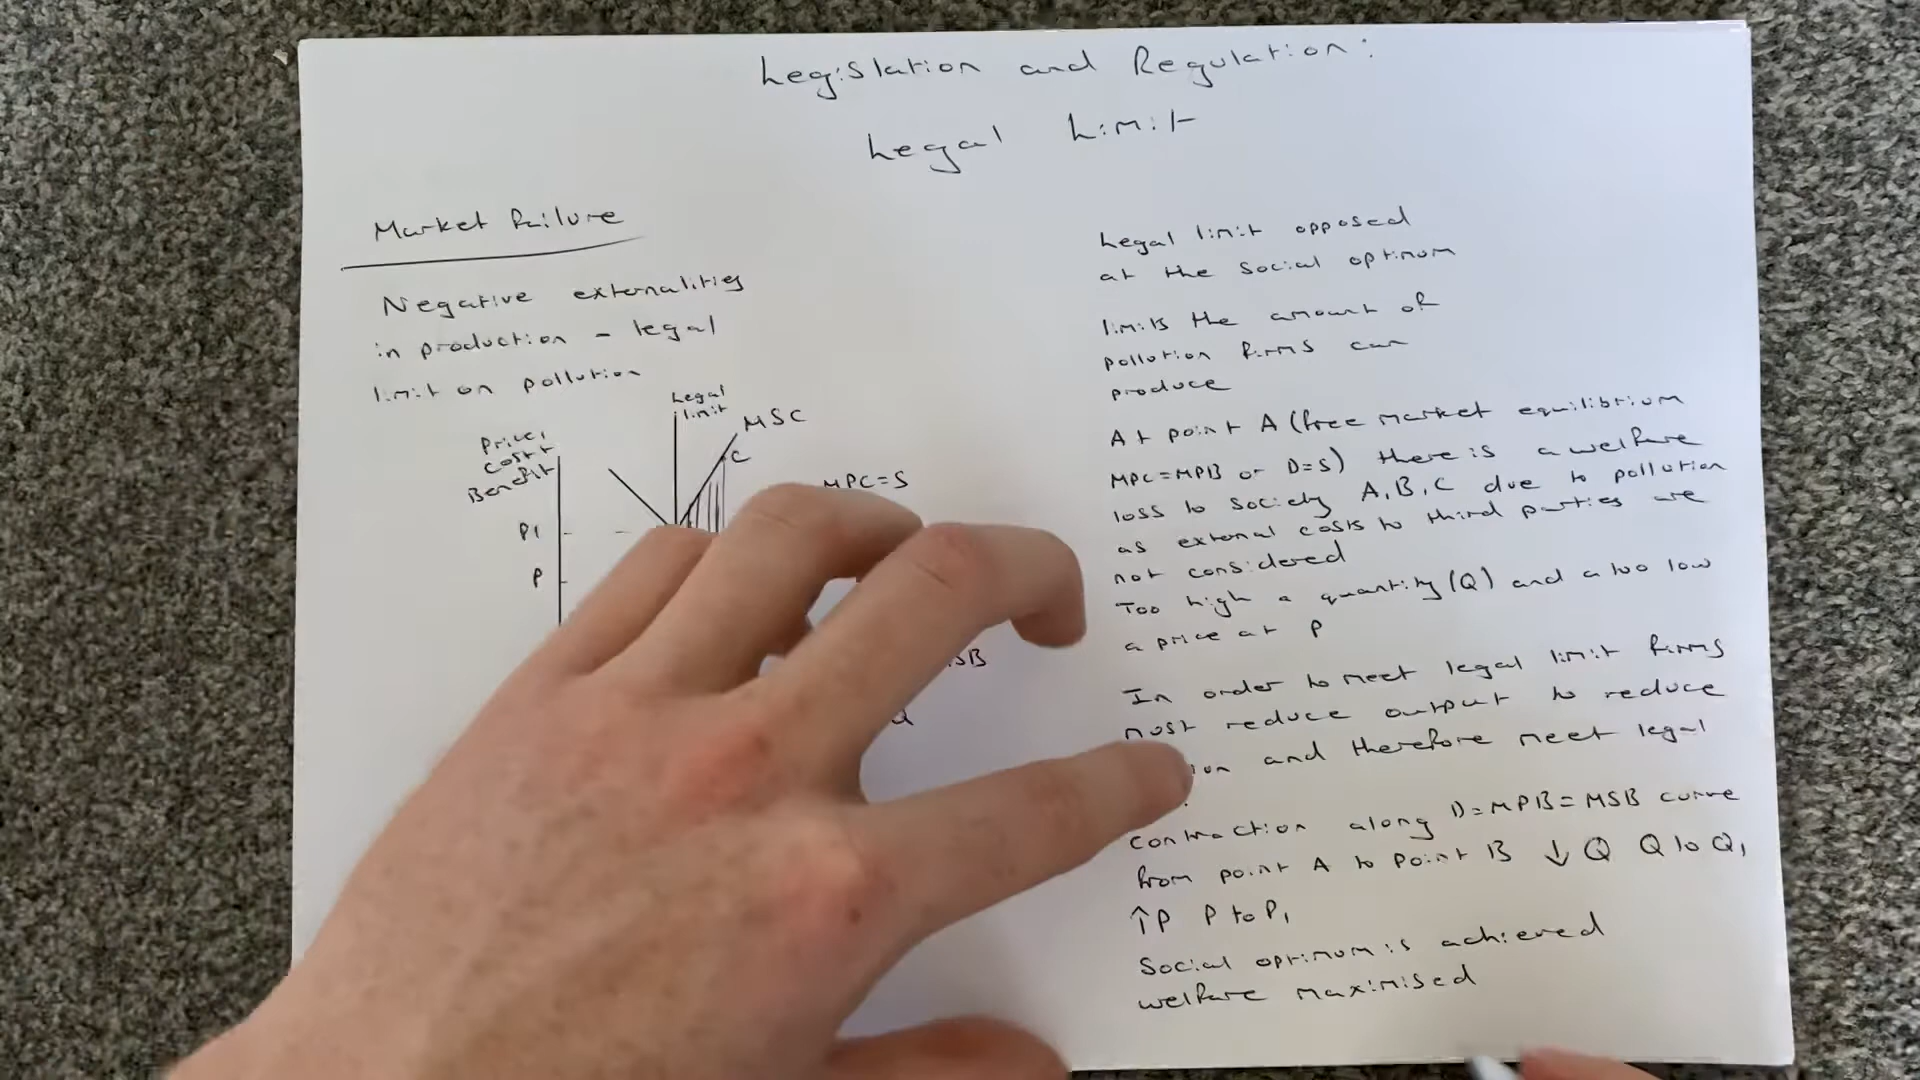 Legislation and Regulation:
Legal Limit
Market Failure
Negative externalities
in production - legal
limit on pollution
Legal
limit
MSC
Price,
Cost +
Benefit
C
MPC=S
P1
P
SB
Q
Legal limit opposed
at the social optimum
limits the amount of
pollution firms can
produce
At point A (free market equilibrium
MPC=MPB or D=S) there is a welfare
loss to society A,B,C due to pollution
as external costs to third parties are
not considered
Too high a quantity (Q) and a too low
a price at P
In order to meet legal limit firms
must reduce output to reduce
and therefore meet legal
Contraction along D=MPB=MSB curve
from point A to point B ↓ Q Q to Q1
↑P P to P1
Social optimum is achieved
welfare maximised